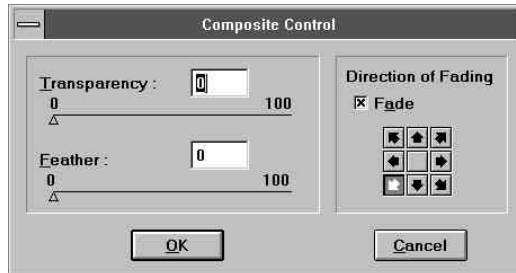 Composite Control
Transparency : 0
0 100
Feather : 0
0 100
Direction of Fading
Fade
OK
Cancel